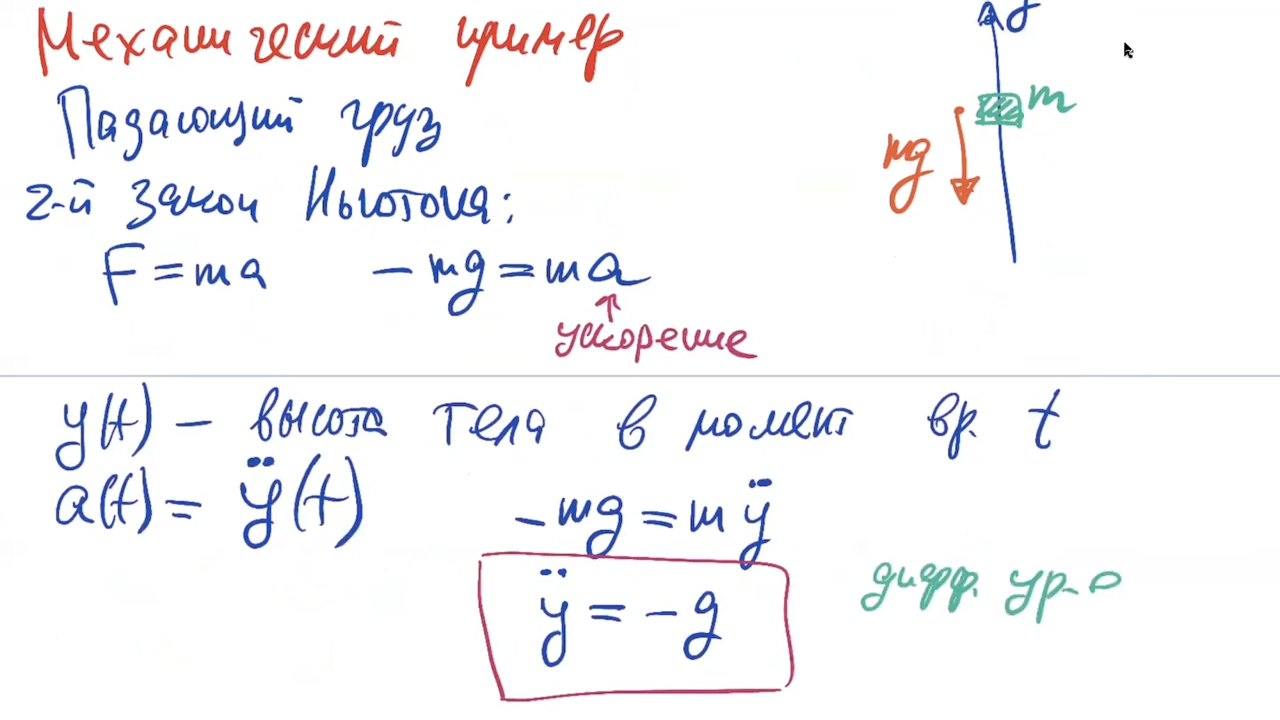 Механический пример
y
m
Падающий груз
mg
2-й закон Ньютона:
F = ma    − mg = ma
↑
ускорение
y(t) − высота тела в момент вр. t
a(t) = ÿ(t)
− mg = m ÿ
ÿ = − g
дифф. ур-е